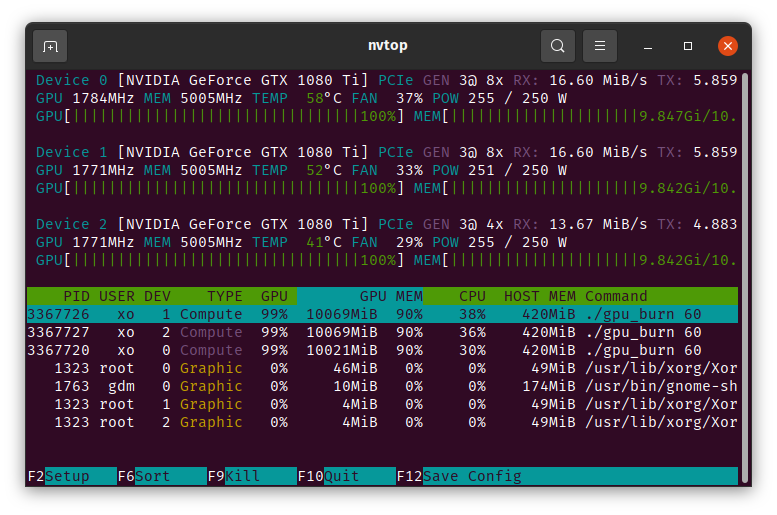 nvtop
Device 0 [NVIDIA GeForce GTX 1080 Ti] PCIe GEN 3@ 8x RX: 16.60 MiB/s TX: 5.859
GPU 1784MHz MEM 5005MHz TEMP 58°C FAN 37% POW 255 / 250 W
GPU[||||||||||||||||||||||||||||||||100%] MEM[|||||||||||||||||||||9.847Gi/10.
Device 1 [NVIDIA GeForce GTX 1080 Ti] PCIe GEN 3@ 8x RX: 16.60 MiB/s TX: 5.859
GPU 1771MHz MEM 5005MHz TEMP 52°C FAN 33% POW 251 / 250 W
GPU[||||||||||||||||||||||||||||||||100%] MEM[|||||||||||||||||||||9.842Gi/10.
Device 2 [NVIDIA GeForce GTX 1080 Ti] PCIe GEN 3@ 4x RX: 13.67 MiB/s TX: 4.883
GPU 1771MHz MEM 5005MHz TEMP 41°C FAN 29% POW 255 / 250 W
GPU[||||||||||||||||||||||||||||||||100%] MEM[|||||||||||||||||||||9.842Gi/10.
PID USER DEV TYPE GPU GPU MEM CPU HOST MEM Command
3367726 xo 1 Compute 99% 10069MiB 90% 38% 420MiB ./gpu_burn 60
3367727 xo 2 Compute 99% 10069MiB 90% 36% 420MiB ./gpu_burn 60
3367720 xo 0 Compute 99% 10021MiB 90% 30% 420MiB ./gpu_burn 60
1323 root 0 Graphic 0% 46MiB 0% 0% 49MiB /usr/lib/xorg/Xor
1763 gdm 0 Graphic 0% 10MiB 0% 0% 174MiB /usr/bin/gnome-sh
1323 root 1 Graphic 0% 4MiB 0% 0% 49MiB /usr/lib/xorg/Xor
1323 root 2 Graphic 0% 4MiB 0% 0% 49MiB /usr/lib/xorg/Xor
F2Setup F6Sort F9Kill F10Quit F12Save Config